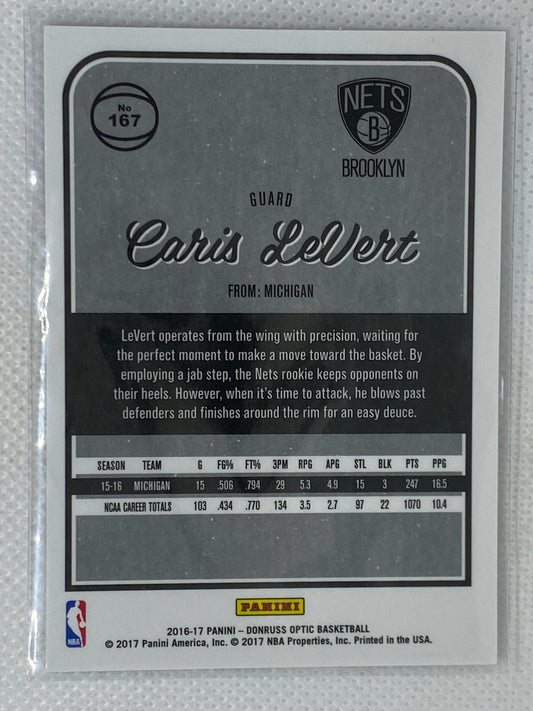 No
167
NETS
B
BROOKLYN
GUARD
Caris LeVert
FROM: MICHIGAN
LeVert operates from the wing with precision, waiting for
the perfect moment to make a move toward the basket. By
employing a jab step, the Nets rookie keeps opponents on
their heels. However, when it's time to attack, he blows past
defenders and finishes around the rim for an easy deuce.
SEASON TEAM G FG% FT% 3PM RPG APG STL BLK PTS PPG
15-16 MICHIGAN 15 .506 .794 29 5.3 4.9 15 3 247 16.5
NCAA CAREER TOTALS 103 .434 .770 134 3.5 2.7 97 22 1070 10.4
PANINI
NBA
2016-17 PANINI – DONRUSS OPTIC BASKETBALL
© 2017 Panini America, Inc. © 2017 NBA Properties, Inc. Printed in the USA.